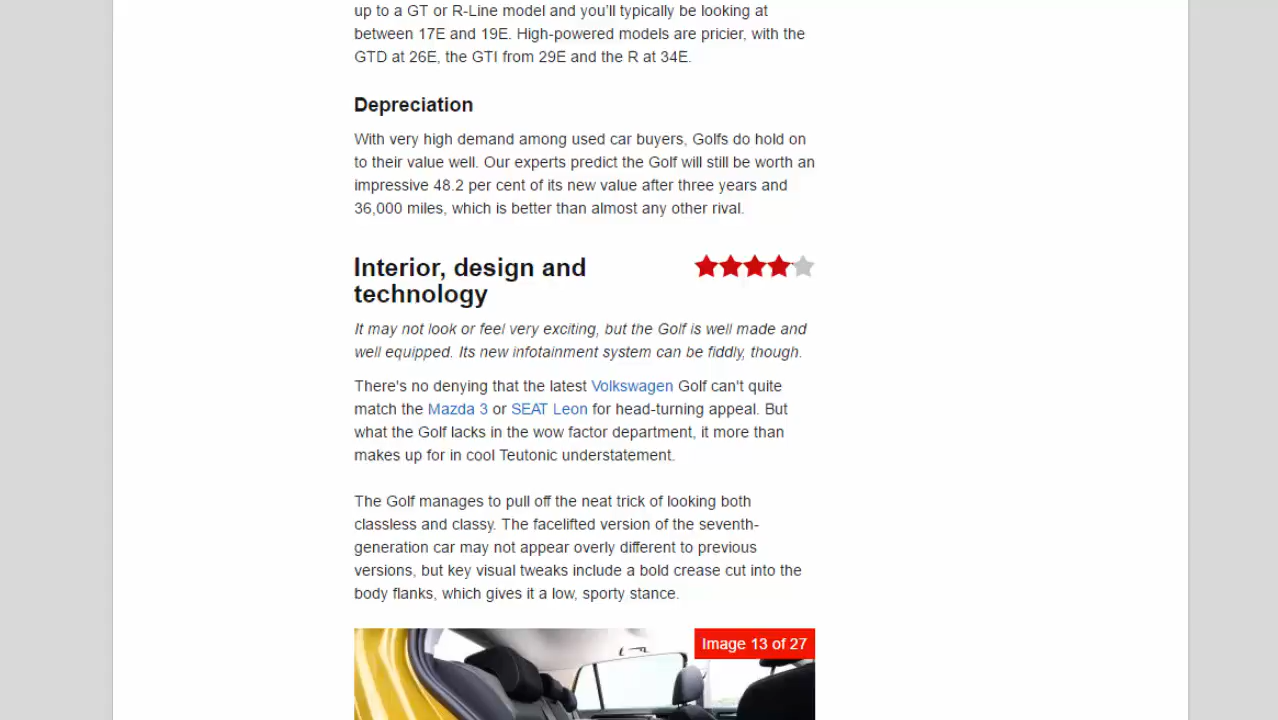 up to a GT or R-Line model and you’ll typically be looking at
between 17E and 19E. High-powered models are pricier, with the
GTD at 26E, the GTI from 29E and the R at 34E.
Depreciation
With very high demand among used car buyers, Golfs do hold on
to their value well. Our experts predict the Golf will still be worth an
impressive 48.2 per cent of its new value after three years and
36,000 miles, which is better than almost any other rival.
Interior, design and
technology
It may not look or feel very exciting, but the Golf is well made and
well equipped. Its new infotainment system can be fiddly, though.
There's no denying that the latest Volkswagen Golf can't quite
match the Mazda 3 or SEAT Leon for head-turning appeal. But
what the Golf lacks in the wow factor department, it more than
makes up for in cool Teutonic understatement.
The Golf manages to pull off the neat trick of looking both
classless and classy. The facelifted version of the seventh-
generation car may not appear overly different to previous
versions, but key visual tweaks include a bold crease cut into the
body flanks, which gives it a low, sporty stance.
Image 13 of 27